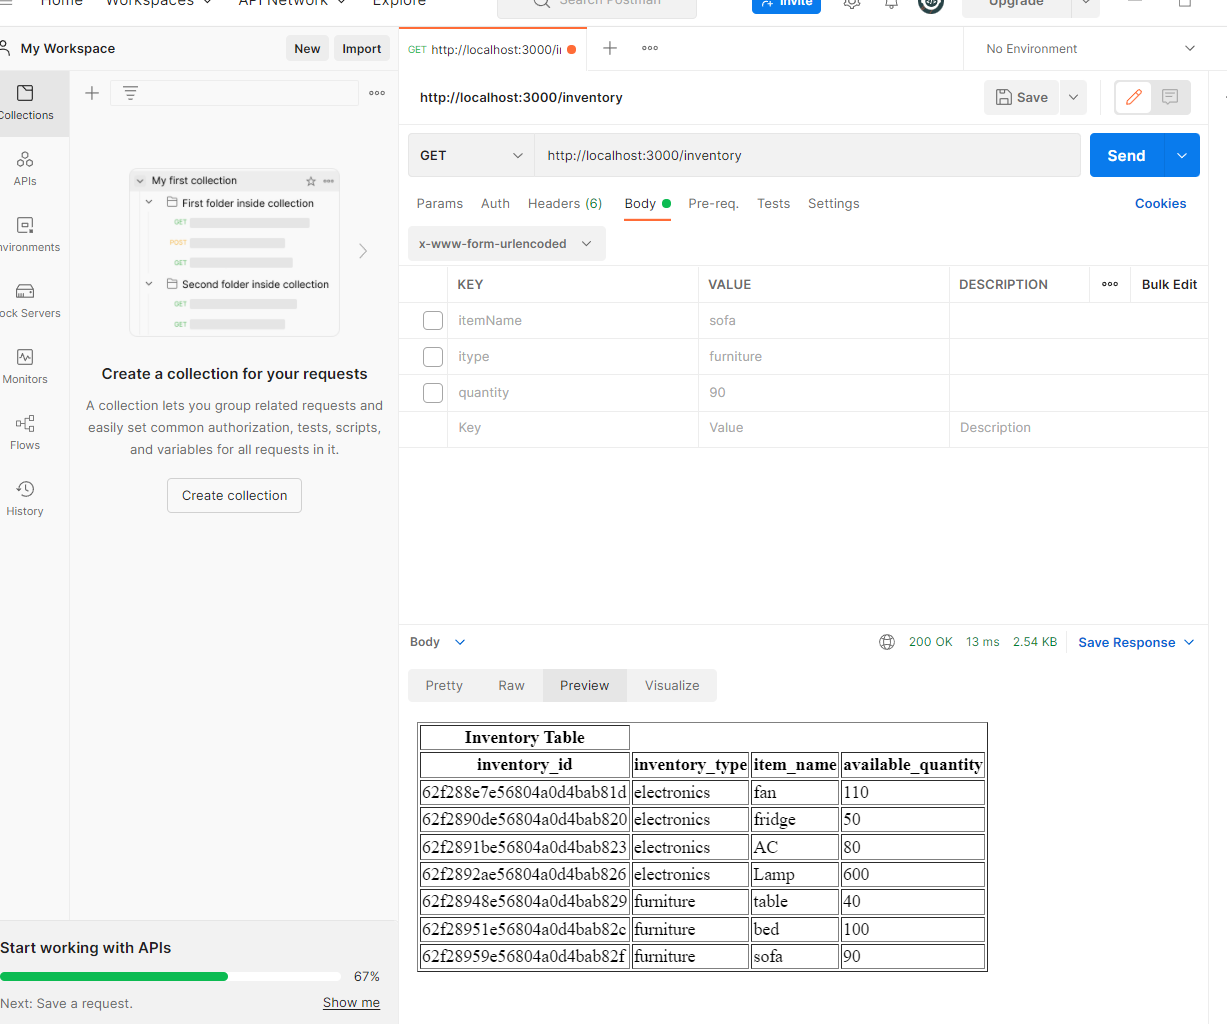 Home Workspaces API Network Explore Search Postman Invite Upgrade
My Workspace New Import GET http://localhost:3000/i No Environment
http://localhost:3000/inventory Save
Collections
APIs
nvironments
ock Servers
Monitors
Flows
History
My first collection
First folder inside collection
GET
POST
GET
Second folder inside collection
GET
GET
Create a collection for your requests
A collection lets you group related requests and
easily set common authorization, tests, scripts,
and variables for all requests in it.
Create collection
Start working with APIs
67%
Next: Save a request. Show me
GET http://localhost:3000/inventory Send
Params Auth Headers (6) Body Pre-req. Tests Settings Cookies
x-www-form-urlencoded
KEY VALUE DESCRIPTION Bulk Edit
itemName sofa
itype furniture
quantity 90
Key Value Description
Body 200 OK 13 ms 2.54 KB Save Response
Pretty Raw Preview Visualize
Inventory Table
inventory_id inventory_type item_name available_quantity
62f288e7e56804a0d4bab81d electronics fan 110
62f2890de56804a0d4bab820 electronics fridge 50
62f2891be56804a0d4bab823 electronics AC 80
62f2892ae56804a0d4bab826 electronics Lamp 600
62f28948e56804a0d4bab829 furniture table 40
62f28951e56804a0d4bab82c furniture bed 100
62f28959e56804a0d4bab82f furniture sofa 90